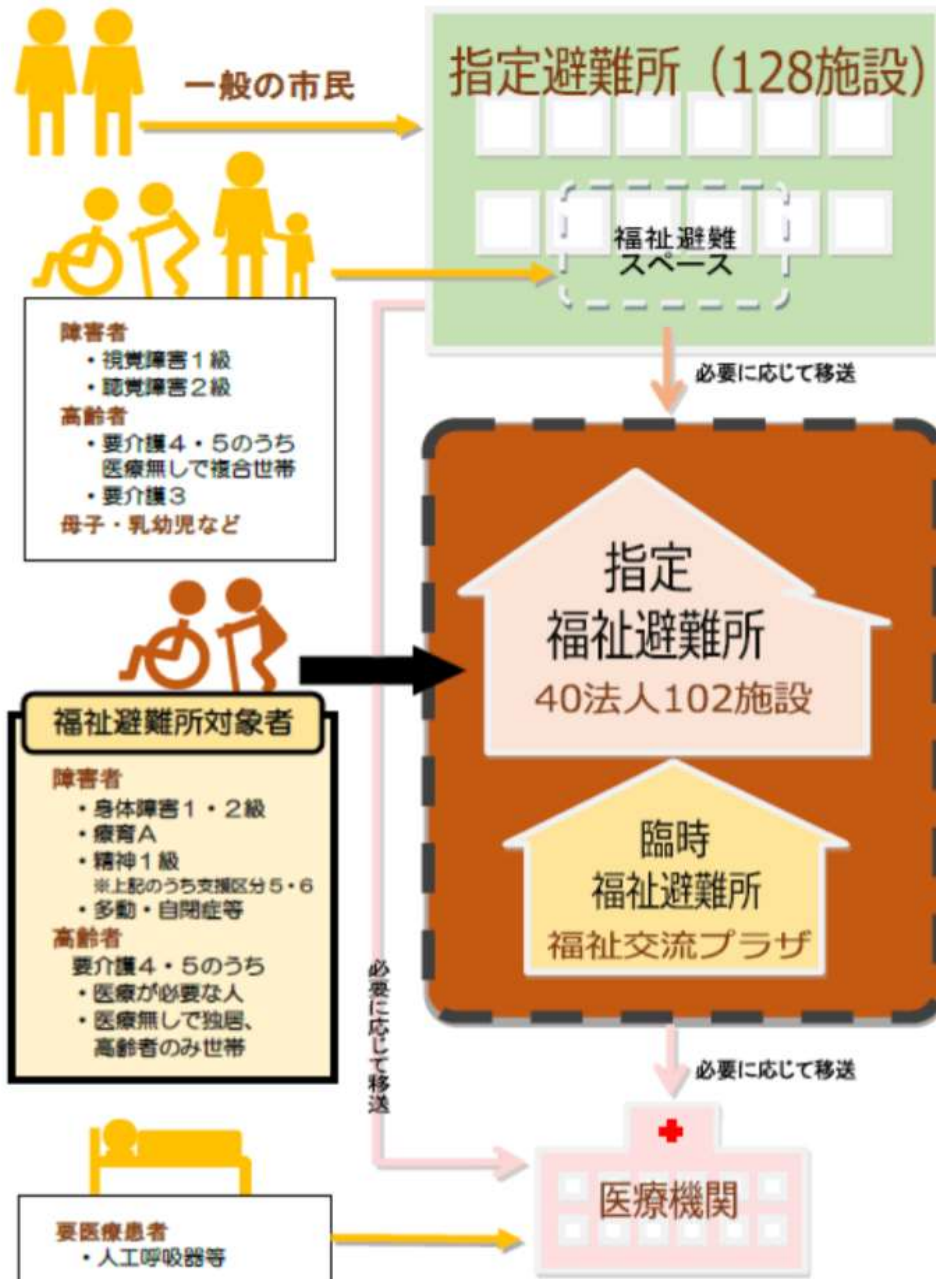 一般の市民
指定避難所（128施設）
福祉避難
スペース
障害者
・視覚障害１級
・聴覚障害２級
高齢者
・要介護４・５のうち
医療無しで複合世帯
・要介護３
母子・乳幼児など
必要に応じて移送
指定
福祉避難所
40法人102施設
臨時
福祉避難所
福祉交流プラザ
福祉避難所対象者
障害者
・身体障害１・２級
・療育A
・精神１級
※上記のうち支援区分５・６
・多動・自閉症等
高齢者
要介護４・５のうち
・医療が必要な人
・医療無しで独居、
高齢者のみ世帯
必要に応じて移送
必要に応じて移送
医療機関
要医療患者
・人工呼吸器等